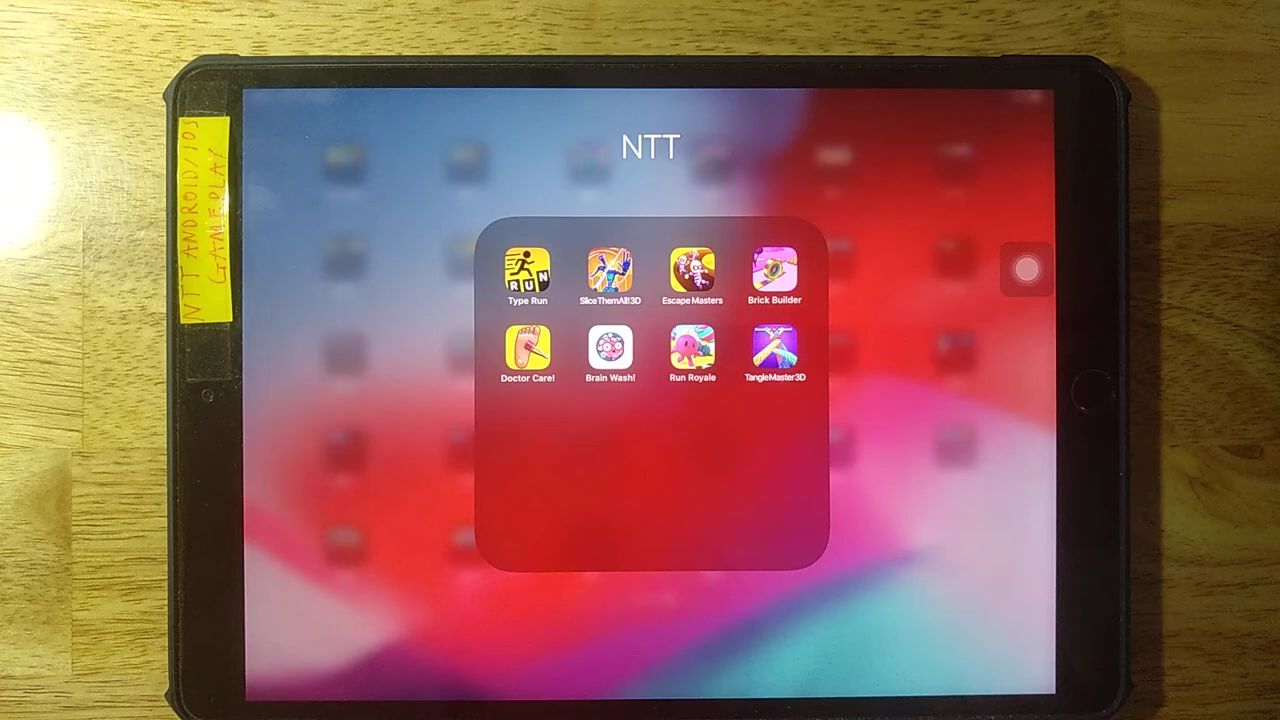 NTT ANDROID/IOS
GAMEPLAY
NTT
RUN
Type Run
SliceThemAll!3D
Escape Masters
Brick Builder
Doctor Care!
Brain Wash!
Run Royale
TangleMaster3D